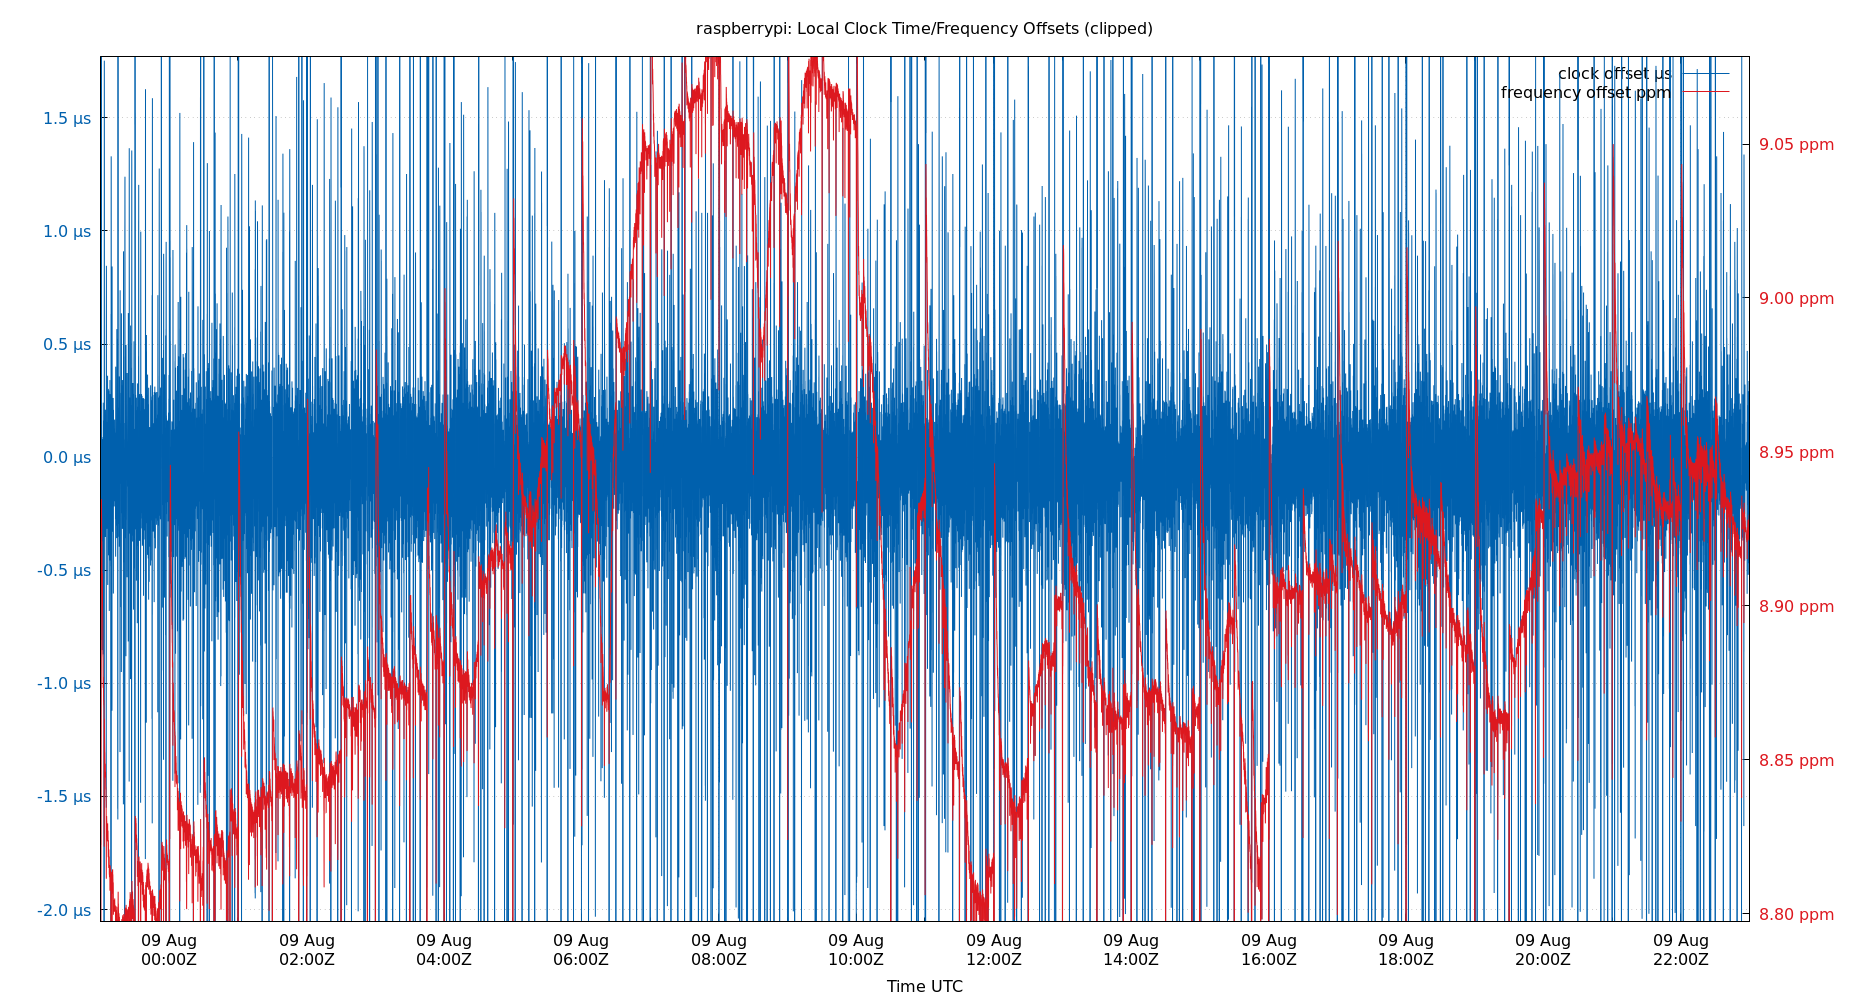 raspberrypi: Local Clock Time/Frequency Offsets (clipped)
clock offset µs
frequency offset ppm
1.5 µs
1.0 µs
0.5 µs
0.0 µs
-0.5 µs
-1.0 µs
-1.5 µs
-2.0 µs
9.05 ppm
9.00 ppm
8.95 ppm
8.90 ppm
8.85 ppm
8.80 ppm
09 Aug 09 Aug 09 Aug 09 Aug 09 Aug 09 Aug 09 Aug 09 Aug 09 Aug 09 Aug 09 Aug 09 Aug
00:00Z 02:00Z 04:00Z 06:00Z 08:00Z 10:00Z 12:00Z 14:00Z 16:00Z 18:00Z 20:00Z 22:00Z
Time UTC